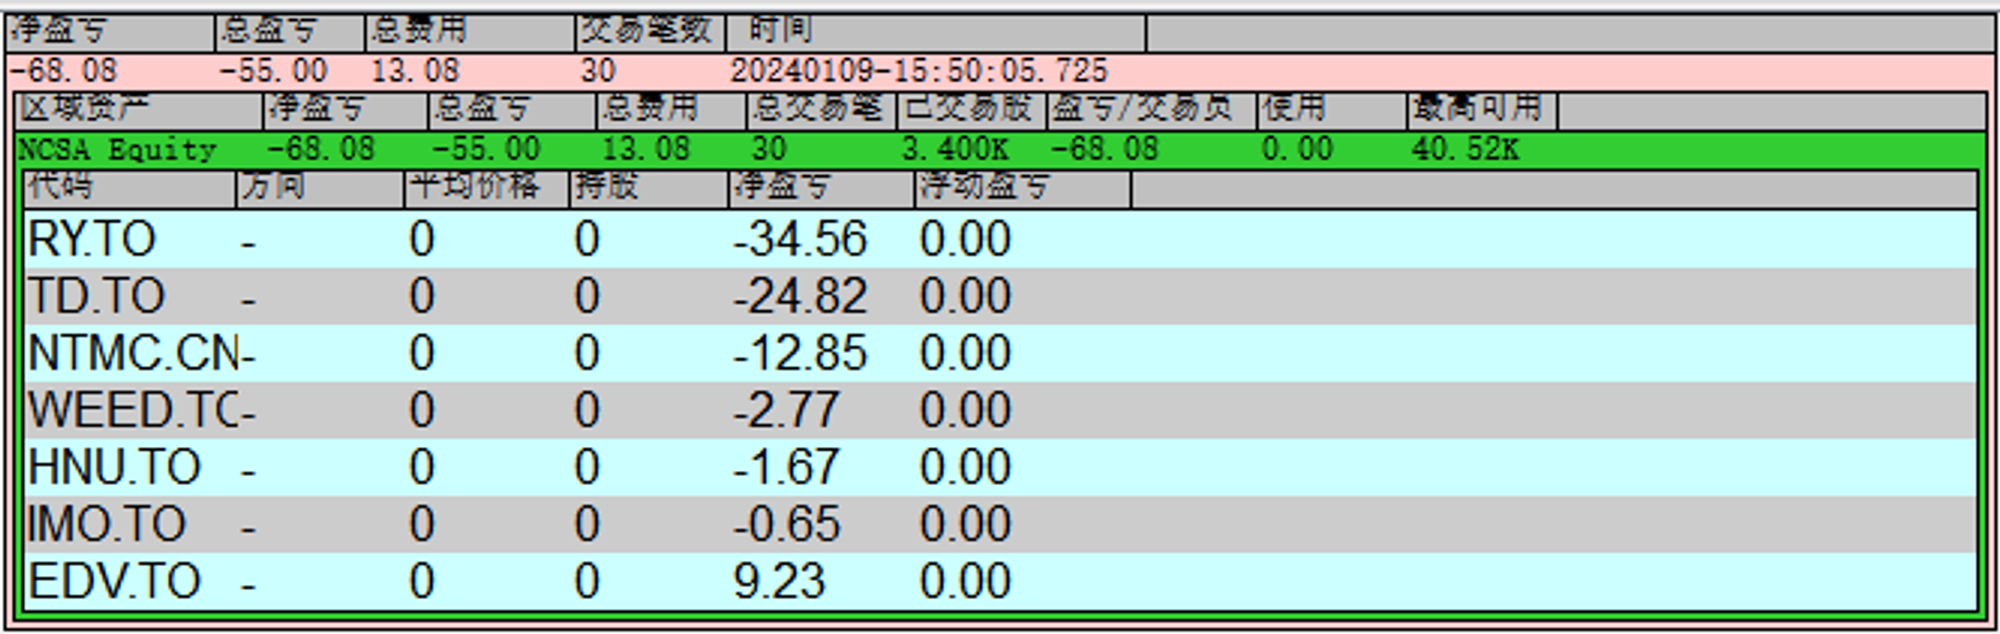 净盈亏 总盈亏 总费用 交易笔数 时间
-68.08 -55.00 13.08 30 20240109-15:50:05.725
区域资产 净盈亏 总盈亏 总费用 总交易笔 已交易股 盈亏/交易员 使用 最高可用
NCSA Equity -68.08 -55.00 13.08 30 3.400K -68.08 0.00 40.52K
代码 方向 平均价格 持股 净盈亏 浮动盈亏
RY.TO - 0 0 -34.56 0.00
TD.TO - 0 0 -24.82 0.00
NTMC.CN- 0 0 -12.85 0.00
WEED.TO- 0 0 -2.77 0.00
HNU.TO - 0 0 -1.67 0.00
IMO.TO - 0 0 -0.65 0.00
EDV.TO - 0 0 9.23 0.00